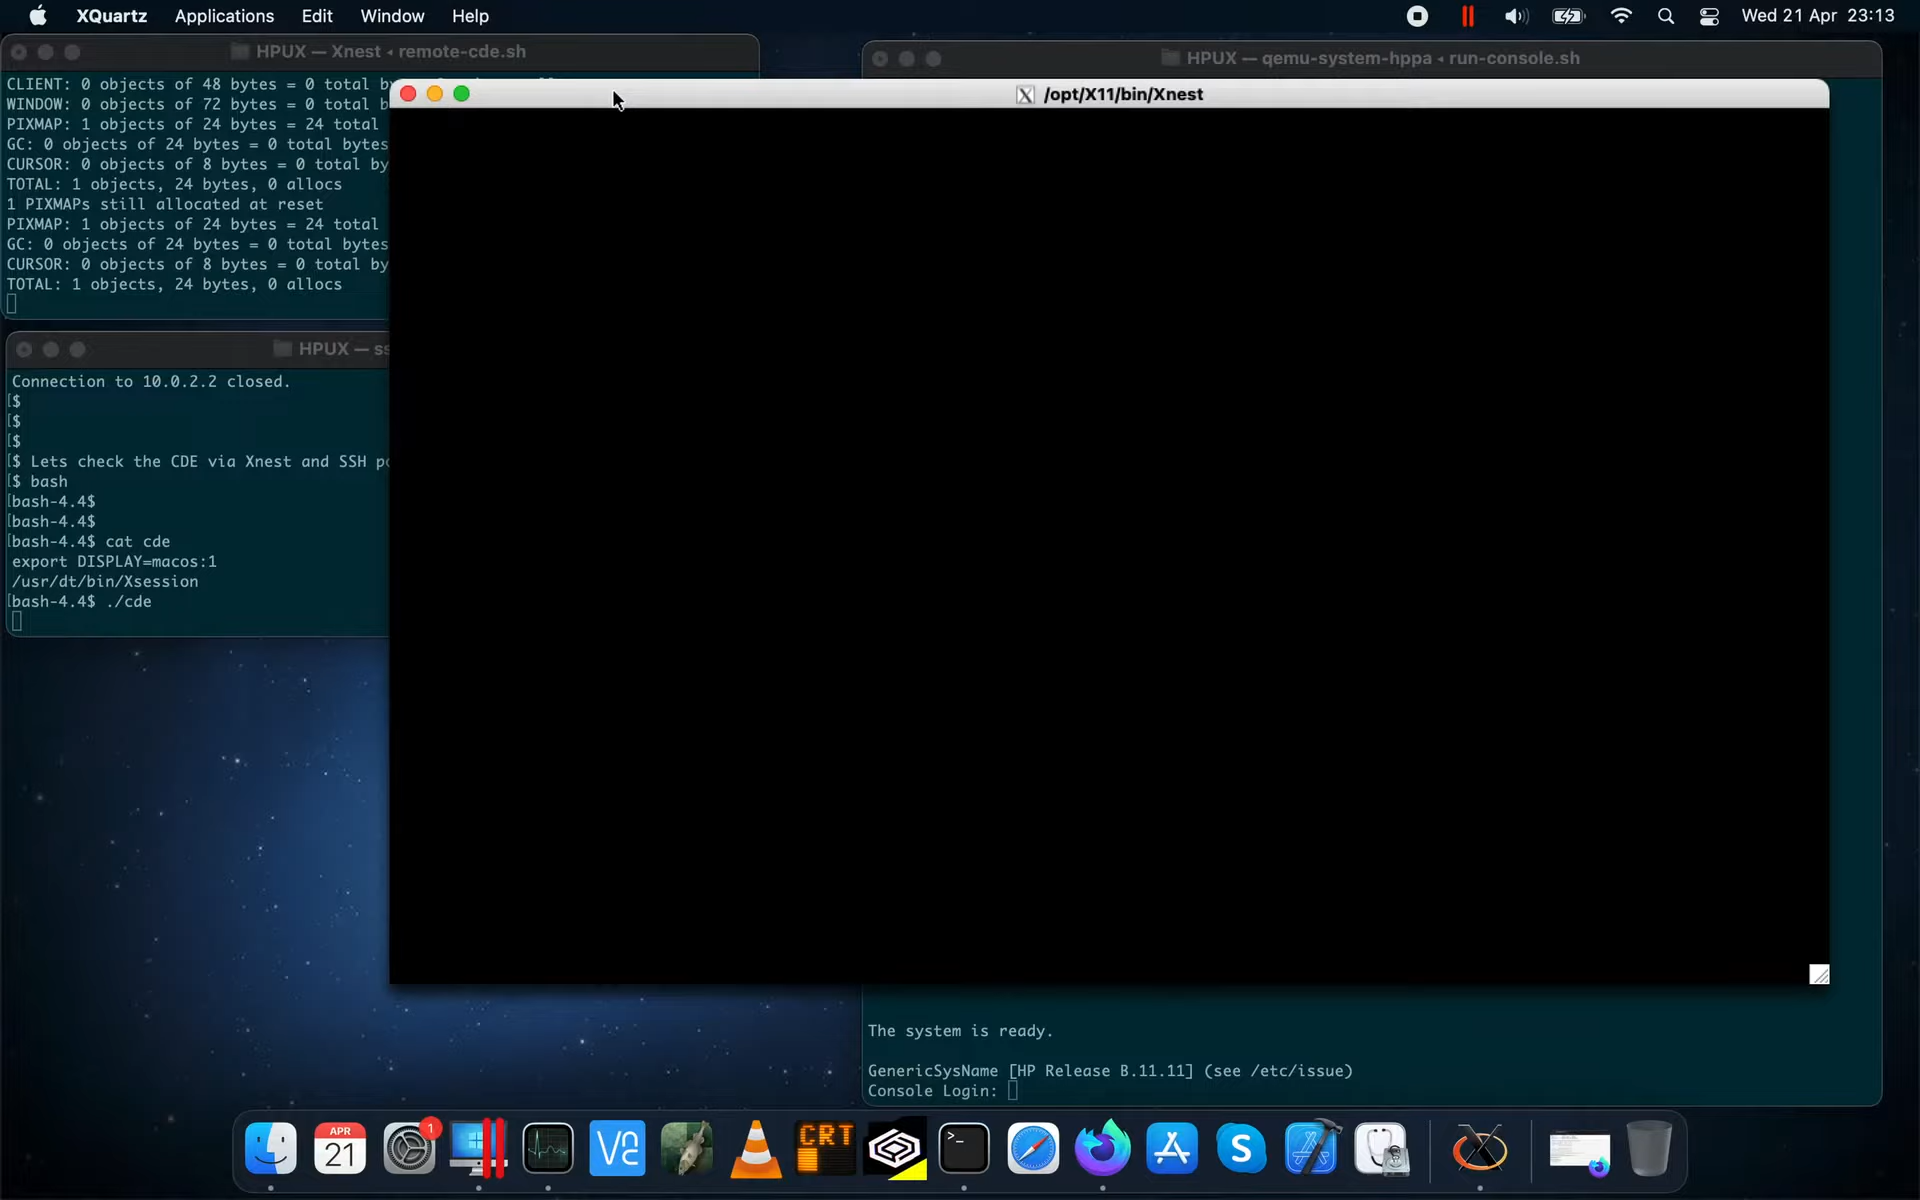 XQuartz Applications Edit Window Help Wed 21 Apr 23:13
HPUX — Xnest ◂ remote-cde.sh
CLIENT: 0 objects of 48 bytes = 0 total b
WINDOW: 0 objects of 72 bytes = 0 total b
PIXMAP: 1 objects of 24 bytes = 24 total
GC: 0 objects of 24 bytes = 0 total bytes
CURSOR: 0 objects of 8 bytes = 0 total by
TOTAL: 1 objects, 24 bytes, 0 allocs
1 PIXMAPs still allocated at reset
PIXMAP: 1 objects of 24 bytes = 24 total
GC: 0 objects of 24 bytes = 0 total bytes
CURSOR: 0 objects of 8 bytes = 0 total by
TOTAL: 1 objects, 24 bytes, 0 allocs
HPUX — qemu-system-hppa ◂ run-console.sh
/opt/X11/bin/Xnest
HPUX — ss
Connection to 10.0.2.2 closed.
[$
[$
[$
[$ Lets check the CDE via Xnest and SSH po
[$ bash
[bash-4.4$
[bash-4.4$
[bash-4.4$ cat cde
export DISPLAY=macos:1
/usr/dt/bin/Xsession
[bash-4.4$ ./cde
The system is ready.
GenericSysName [HP Release B.11.11] (see /etc/issue)
Console Login:
APR
21
1
VS
CRT
>_
S